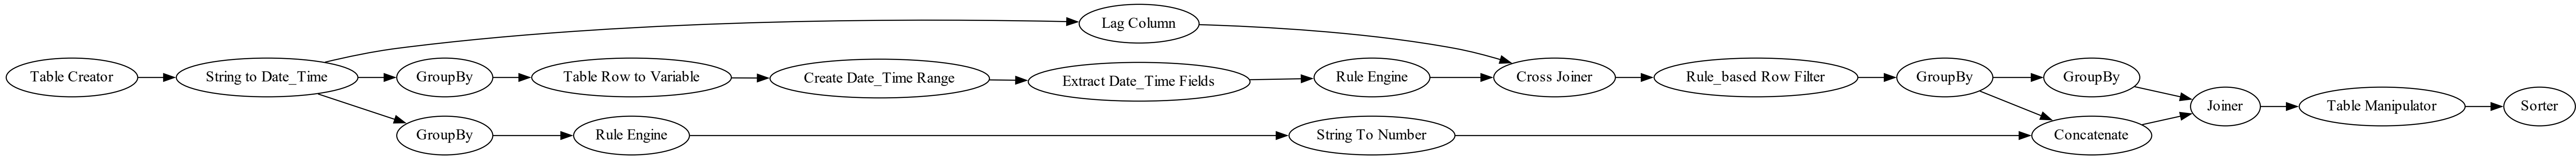 Table Creator
String to Date_Time
Lag Column
GroupBy
Table Row to Variable
Create Date_Time Range
Extract Date_Time Fields
Rule Engine
Cross Joiner
Rule_based Row Filter
GroupBy
GroupBy
GroupBy
Rule Engine
String To Number
Concatenate
Joiner
Table Manipulator
Sorter